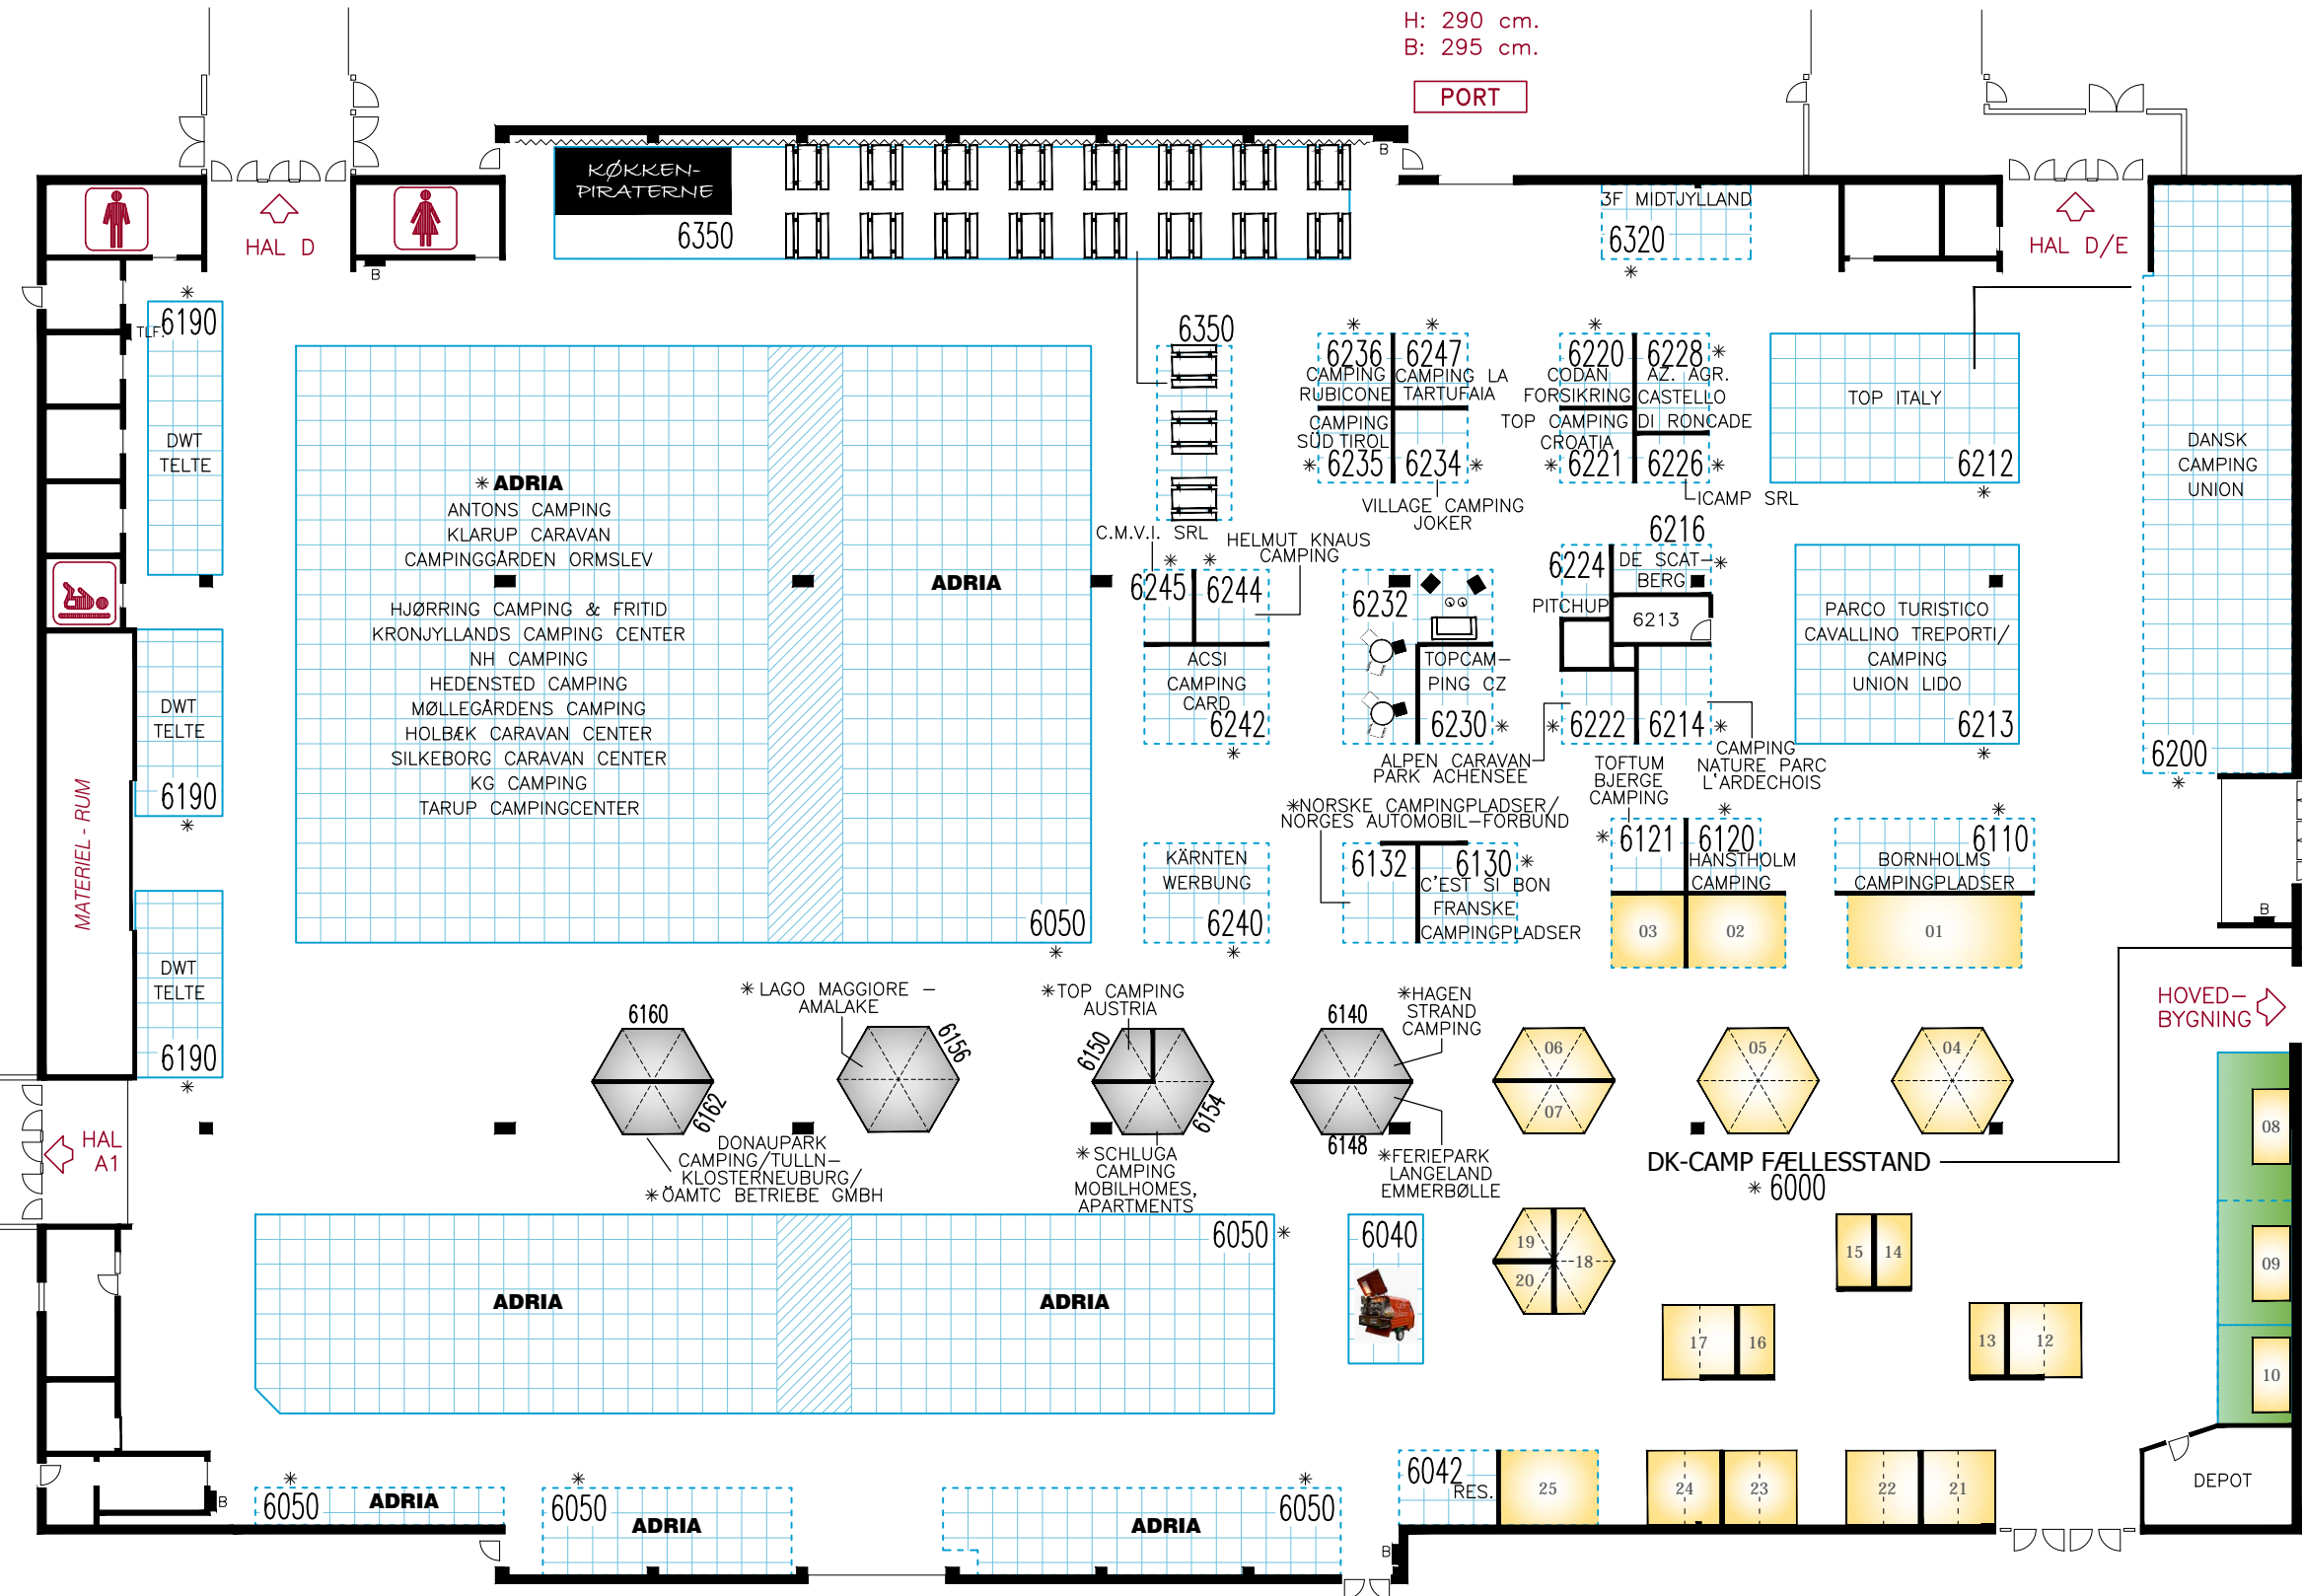 H: 290 cm.
B: 295 cm.
PORT
KØKKEN-
PIRATERNE
6350
B
HAL D
B
3F MIDTJYLLAND
6320
*
HAL D/E
*
6190
TLF.
DWT
TELTE
6350
*
*
6236
6247
CAMPING
RUBICONE
CAMPING LA
TARTUFAIA
CAMPING
SÜD TIROL
* 6235
6234 *
VILLAGE CAMPING
JOKER
*
6220
6228 *
CODAN
FORSIKRING
AZ. AGR.
CASTELLO
DI RONCADE
TOP CAMPING
CROATIA
* 6221
6226 *
ICAMP SRL
TOP ITALY
6212
*
DANSK
CAMPING
UNION
6200
*
* ADRIA
ANTONS CAMPING
KLARUP CARAVAN
CAMPINGGÅRDEN ORMSLEV
HJØRRING CAMPING & FRITID
KRONJYLLANDS CAMPING CENTER
NH CAMPING
HEDENSTED CAMPING
MØLLEGÅRDENS CAMPING
HOLBÆK CARAVAN CENTER
SILKEBORG CARAVAN CENTER
KG CAMPING
TARUP CAMPINGCENTER
ADRIA
6050
*
C.M.V.I. SRL
HELMUT KNAUS
CAMPING
*
*
6245
6244
ACSI
CAMPING
CARD
6242
*
6232
TOPCAM-
PING CZ
6230 *
6216
6224
DE SCAT-
BERG
*
PITCHUP
6213
* 6222
6214 *
ALPEN CARAVAN
PARK ACHENSEE
CAMPING
NATURE PARC
L'ARDECHOIS
PARCO TURISTICO
CAVALLINO TREPORTI/
CAMPING
UNION LIDO
6213
*
DWT
TELTE
6190
*
MATERIEL - RUM
DWT
TELTE
6190
*
KÄRNTEN
WERBUNG
6240
*
*NORSKE CAMPINGPLADSER/
NORGES AUTOMOBIL-FORBUND
6132
6130 *
C'EST SI BON
FRANSKE
CAMPINGPLADSER
TOFTUM
BJERGE
CAMPING
*
* 6121
6120
HANSTHOLM
CAMPING
03
02
*
6110
BORNHOLMS
CAMPINGPLADSER
01
B
HOVED-
BYGNING
6160
6162
DONAUPARK
CAMPING/TULLN-
KLOSTERNEUBURG/
* ÖAMTC BETRIEBE GMBH
* LAGO MAGGIORE -
AMALAKE
6156
*TOP CAMPING
AUSTRIA
6150
6154
* SCHLUGA
CAMPING
MOBILHOMES,
APARTMENTS
6140
*HAGEN
STRAND
CAMPING
6148
*FERIEPARK
LANGELAND
EMMERBØLLE
06
07
05
04
HAL
A1
DK-CAMP FÆLLESSTAND
* 6000
08
09
10
ADRIA
ADRIA
6050 *
6040
19
20
18
15
14
17
16
13
12
*
6050
ADRIA
*
6050
ADRIA
*
6050
ADRIA
6042
RES.
25
24
23
22
21
DEPOT
B
B